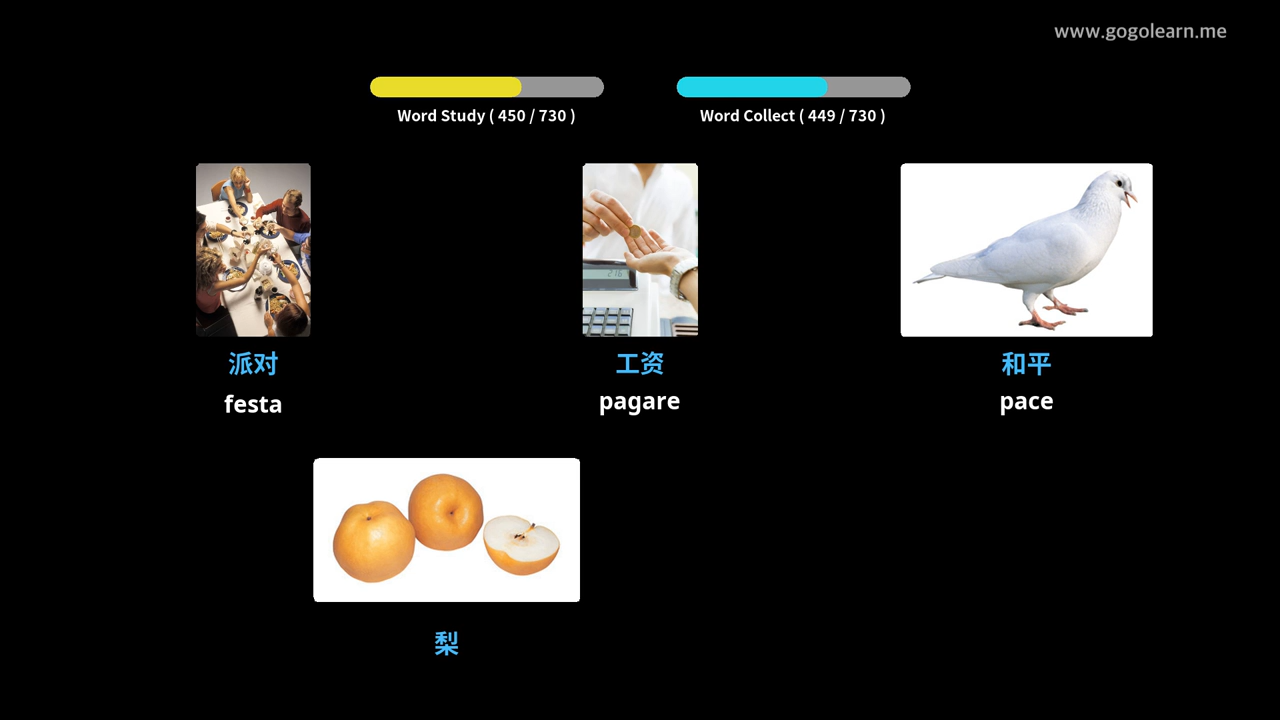 www.gogolearn.me
Word Study ( 450 / 730 )
Word Collect ( 449 / 730 )
派对
festa
工资
pagare
和平
pace
梨